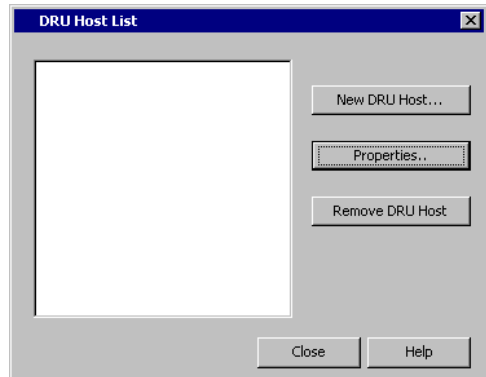 DRU Host List
New DRU Host...
Properties..
Remove DRU Host
Close
Help